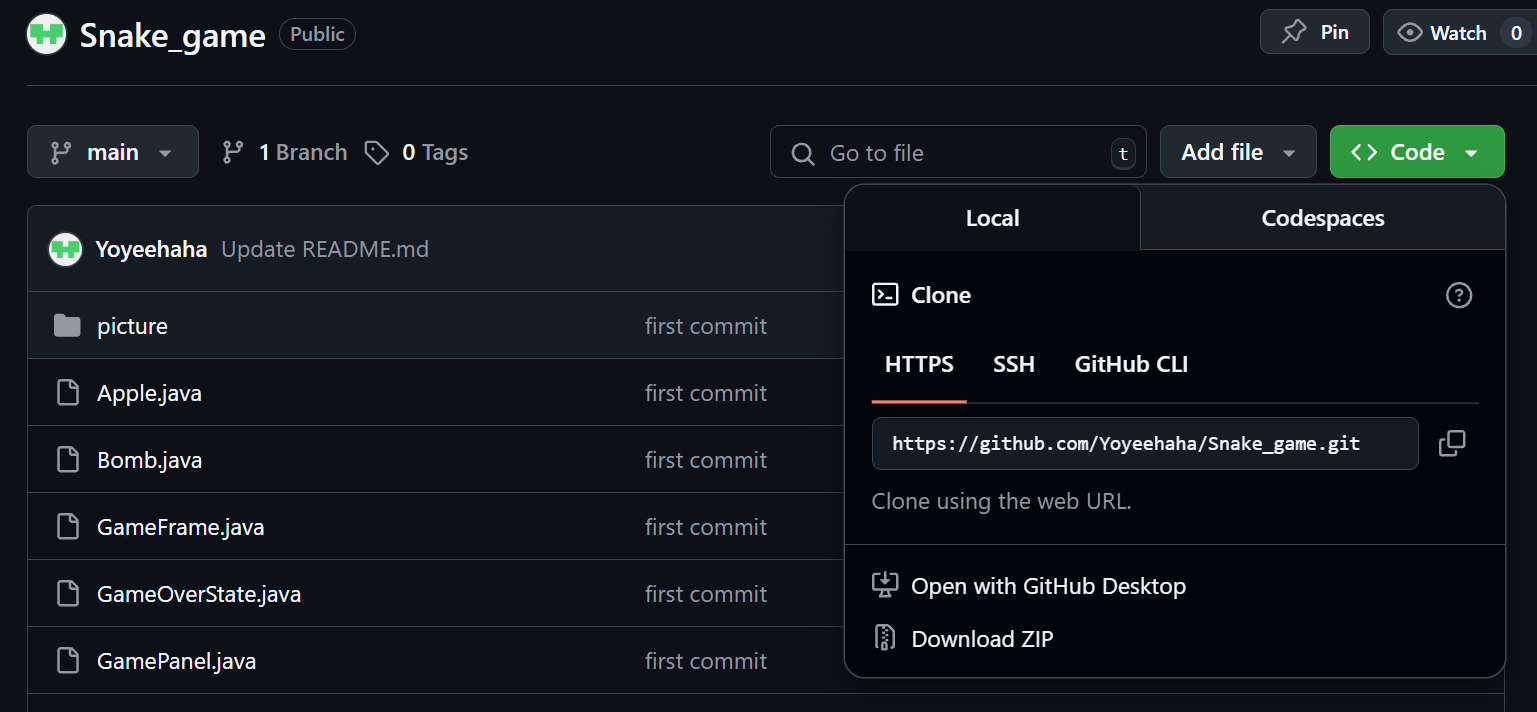 Snake_game Public Pin Watch 0
main 1 Branch 0 Tags Go to file t Add file Code
Yoyeehaha Update README.md
picture first commit
Apple.java first commit
Bomb.java first commit
GameFrame.java first commit
GameOverState.java first commit
GamePanel.java first commit
Local Codespaces
Clone ?
HTTPS SSH GitHub CLI
https://github.com/Yoyeehaha/Snake_game.git
Clone using the web URL.
Open with GitHub Desktop
Download ZIP